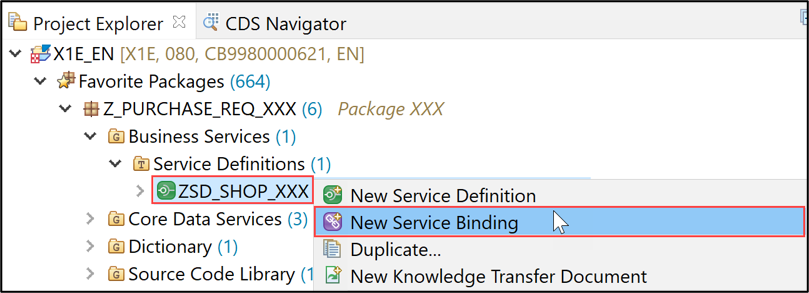 Project Explorer CDS Navigator
X1E_EN [X1E, 080, CB9980000621, EN]
Favorite Packages (664)
Z_PURCHASE_REQ_XXX (6) Package XXX
Business Services (1)
Service Definitions (1)
ZSD_SHOP_XXX
New Service Definition
Core Data Services (3)
New Service Binding
Dictionary (1)
Duplicate...
Source Code Library (1
New Knowledge Transfer Document